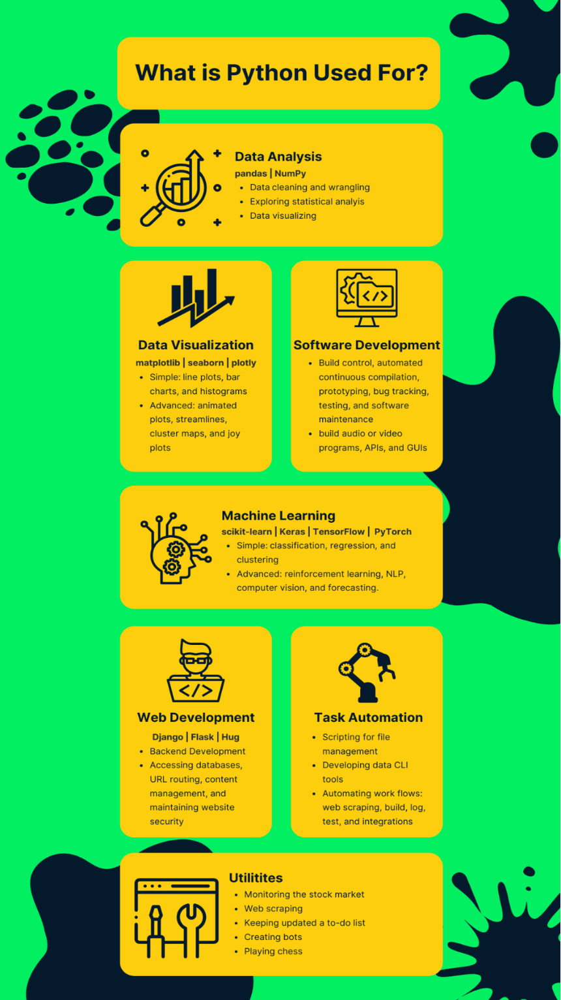 What is Python Used For?
Data Analysis
pandas | NumPy
• Data cleaning and wrangling
• Exploring statistical analyis
• Data visualizing
Data Visualization
matplotlib | seaborn | plotly
• Simple: line plots, bar
charts, and histograms
• Advanced: animated
plots, streamlines,
cluster maps, and joy
plots
</>
Software Development
• Build control, automated
continuous compilation,
prototyping, bug tracking,
testing, and software
maintenance
• build audio or video
programs, APIs, and GUIs
Machine Learning
scikit-learn | Keras | TensorFlow | PyTorch
• Simple: classification, regression, and
clustering
• Advanced: reinforcement learning, NLP,
computer vision, and forecasting.
</>
Web Development
Django | Flask | Hug
• Backend Development
• Accessing databases,
URL routing, content
management, and
maintaining website
security
Task Automation
• Scripting for file
management
• Developing data CLI
tools
• Automating work flows:
web scraping, build, log,
test, and integrations
Utilitites
• Monitoring the stock market
• Web scraping
• Keeping updated a to-do list
• Creating bots
• Playing chess